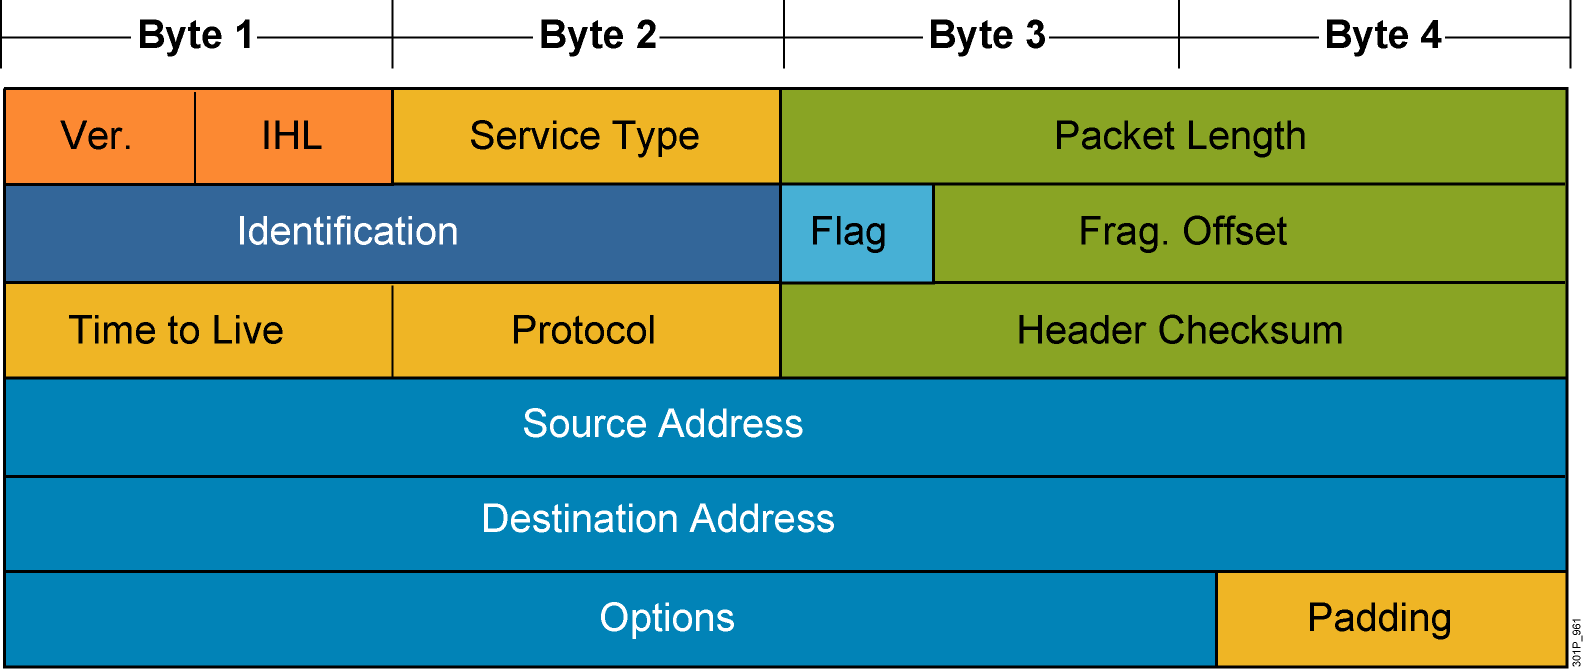 Byte 1 Byte 2 Byte 3 Byte 4
Ver. IHL Service Type Packet Length
Identification Flag Frag. Offset
Time to Live Protocol Header Checksum
Source Address
Destination Address
Options Padding
301P_961